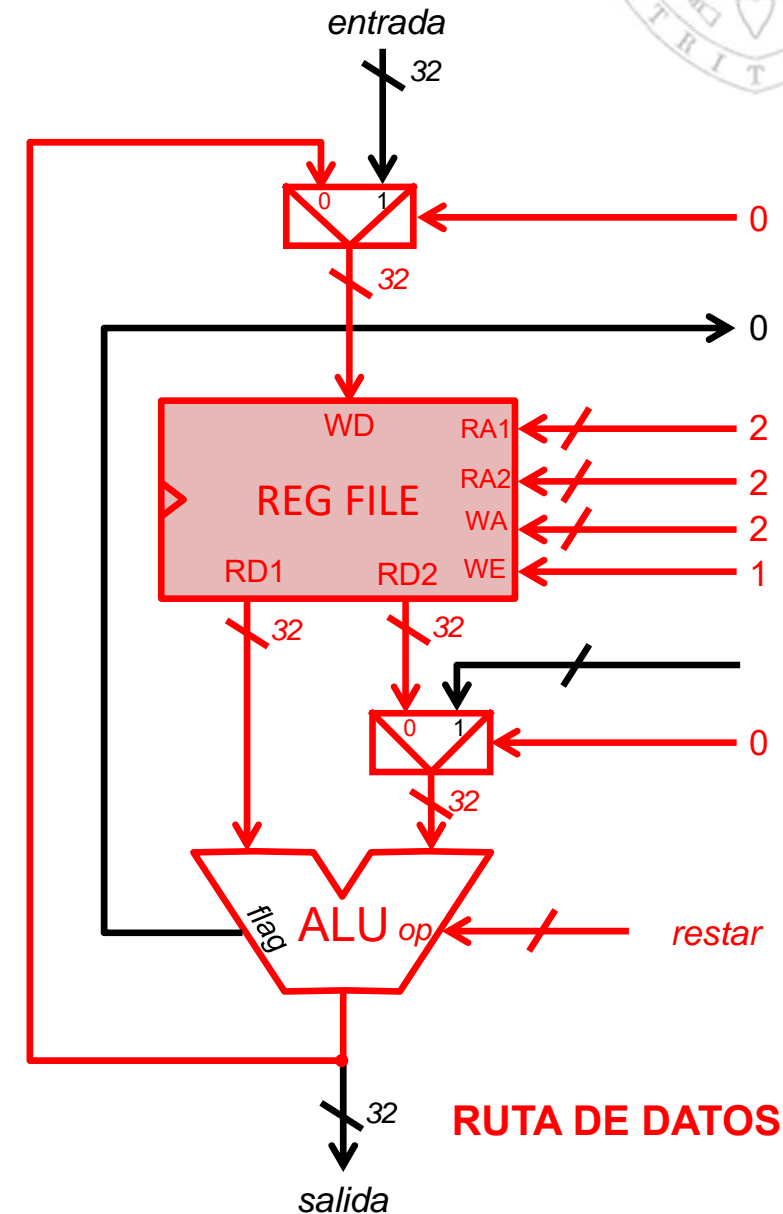 entrada
32
T R I T
0 1
0
32
0
WD
RA1
2
RA2
2
REG FILE
WA
2
RD1
RD2
WE
1
32
32
0 1
0
32
flag
ALU
op
restar
32
RUTA DE DATOS
salida